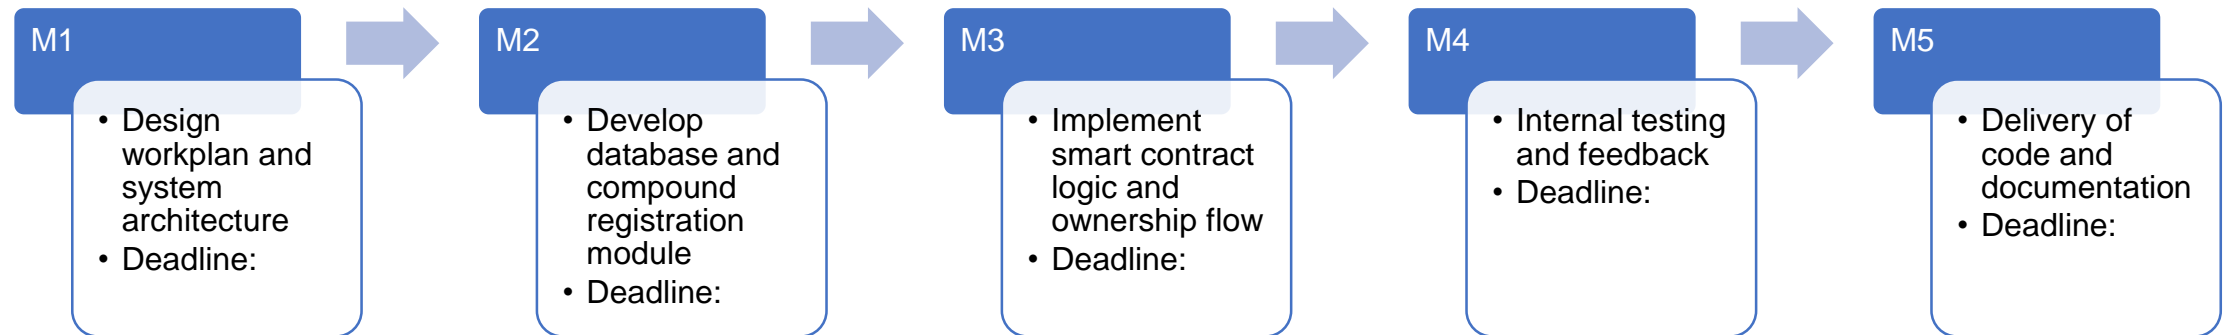 M1
• Design
workplan and
system
architecture
• Deadline:
M2
• Develop
database and
compound
registration
module
• Deadline:
M3
• Implement
smart contract
logic and
ownership flow
• Deadline:
M4
• Internal testing
and feedback
• Deadline:
M5
• Delivery of
code and
documentation
• Deadline: